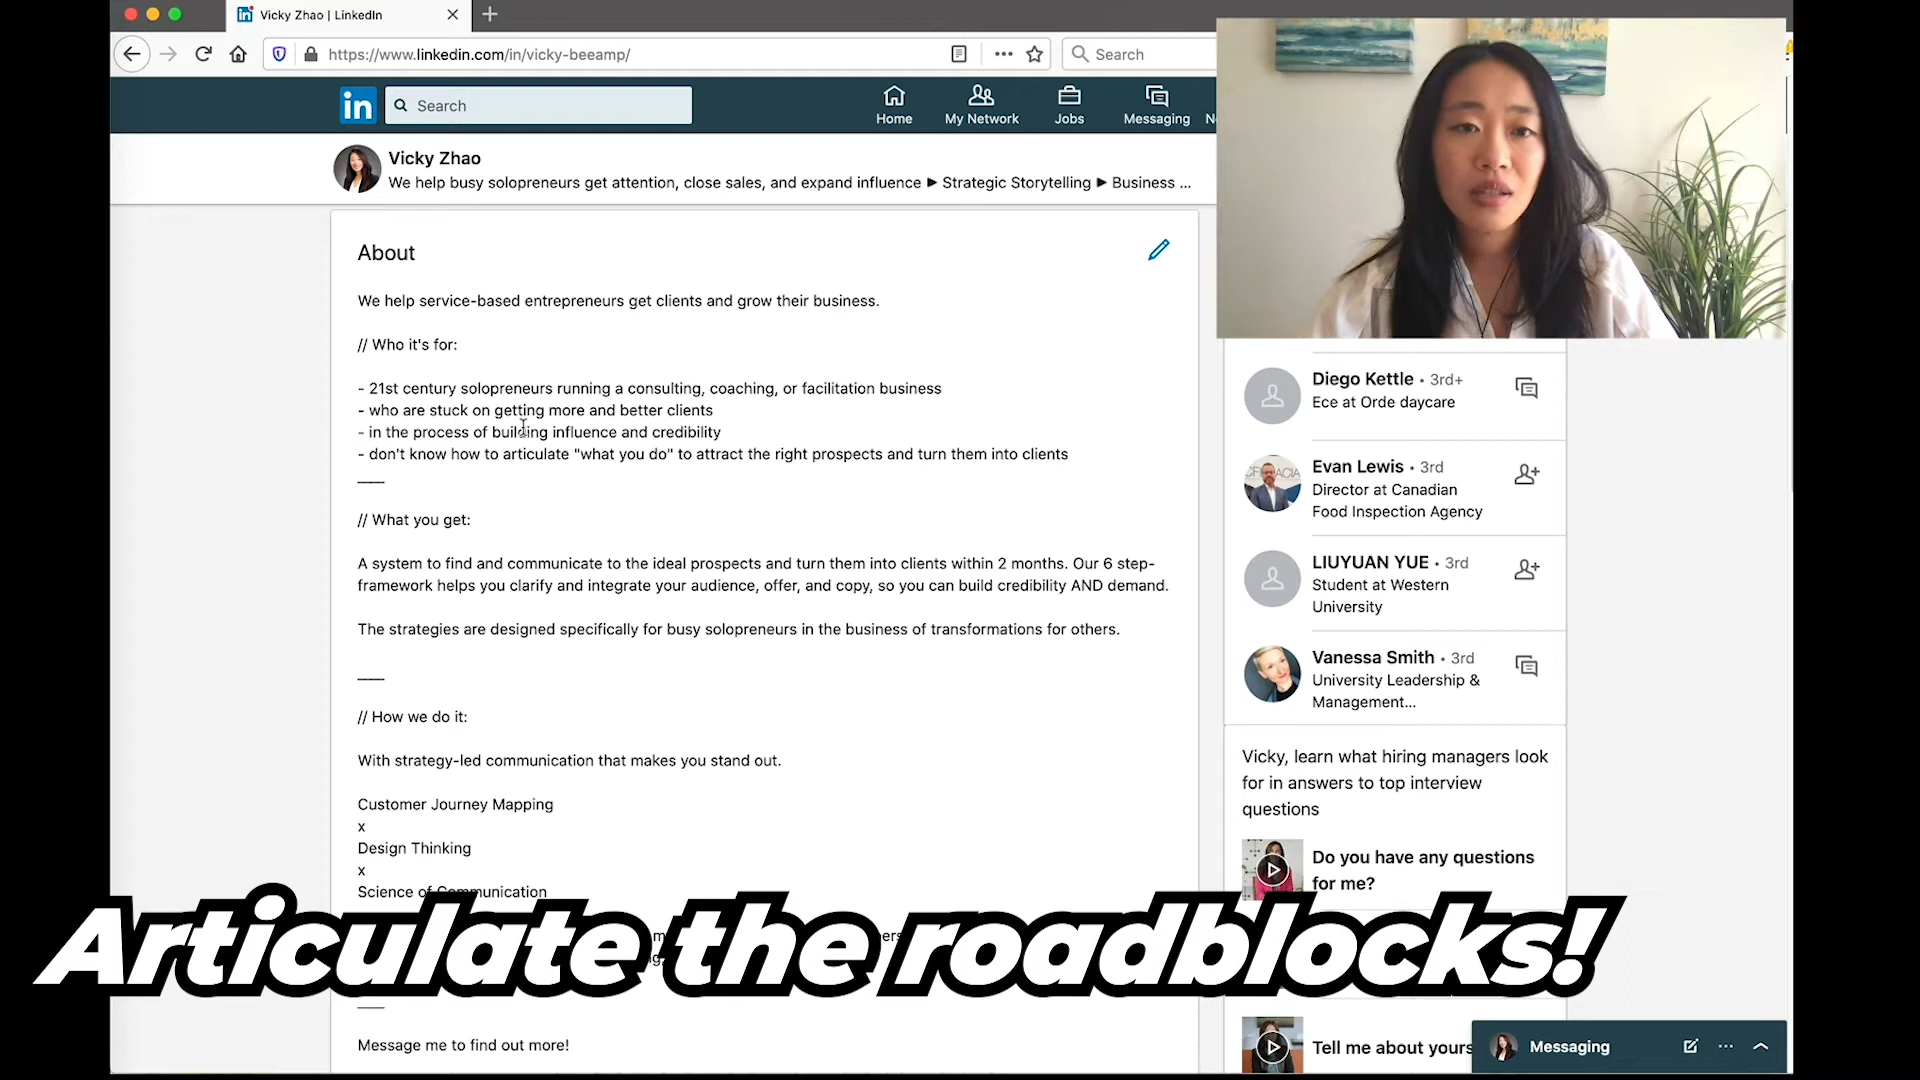 Vicky Zhao | LinkedIn
https://www.linkedin.com/in/vicky-beeamp/
Search
in
Search
Home
My Network
Jobs
Messaging
Vicky Zhao
We help busy solopreneurs get attention, close sales, and expand influence ► Strategic Storytelling ► Business ...
About
We help service-based entrepreneurs get clients and grow their business.
// Who it's for:
- 21st century solopreneurs running a consulting, coaching, or facilitation business
- who are stuck on getting more and better clients
- in the process of building influence and credibility
- don't know how to articulate "what you do" to attract the right prospects and turn them into clients
// What you get:
A system to find and communicate to the ideal prospects and turn them into clients within 2 months. Our 6 step-
framework helps you clarify and integrate your audience, offer, and copy, so you can build credibility AND demand.
The strategies are designed specifically for busy solopreneurs in the business of transformations for others.
// How we do it:
With strategy-led communication that makes you stand out.
Customer Journey Mapping
x
Design Thinking
x
Science of Communication
Message me to find out more!
Diego Kettle • 3rd+
Ece at Orde daycare
Evan Lewis • 3rd
Director at Canadian
Food Inspection Agency
LIUYUAN YUE • 3rd
Student at Western
University
Vanessa Smith • 3rd
University Leadership &
Management...
Vicky, learn what hiring managers look
for in answers to top interview
questions
Do you have any questions
for me?
Tell me about yours
Messaging
Articulate the roadblocks!